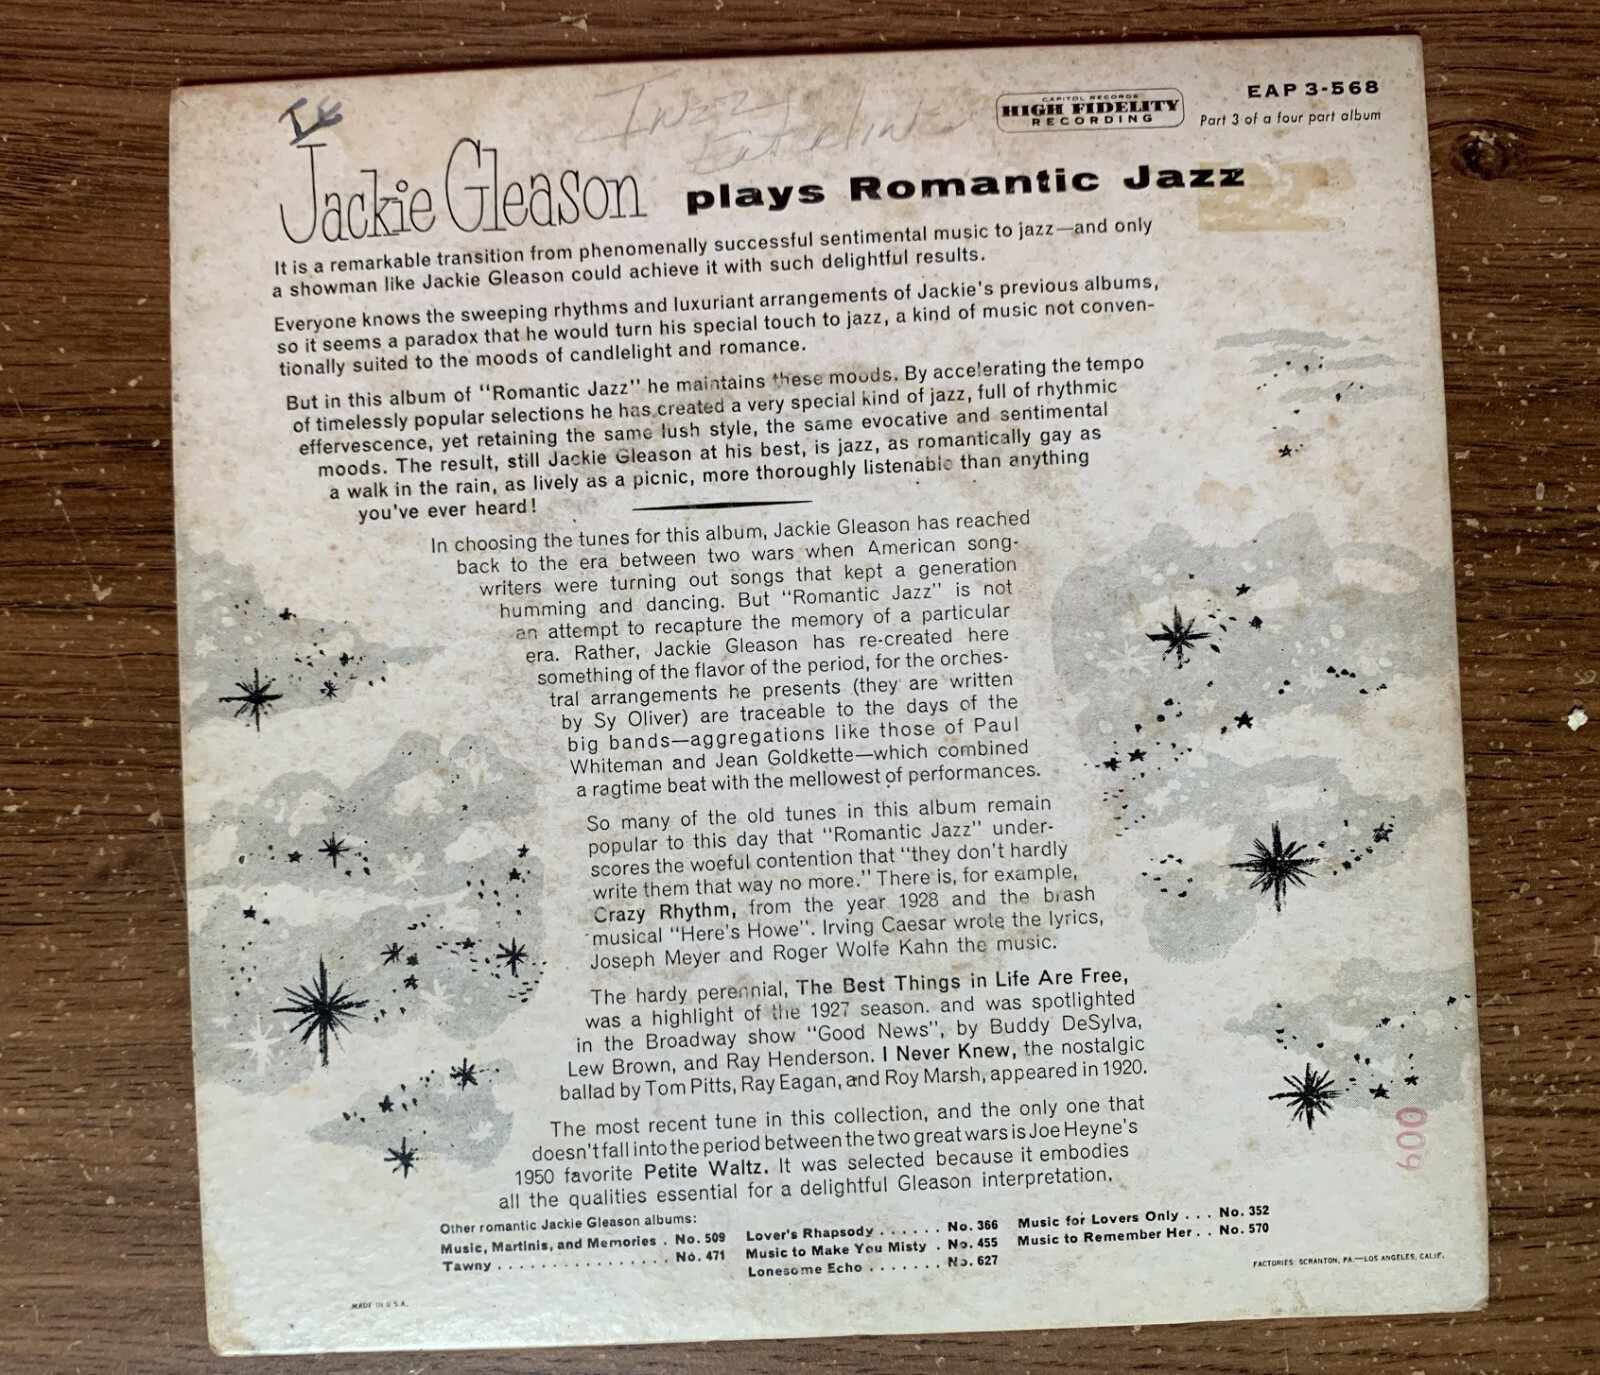 Jazz
CAPITOL RECORDS
HIGH FIDELITY
RECORDING
EAP 3-568
Part 3 of a four part album
Jackie Gleason plays Romantic Jazz
It is a remarkable transition from phenomenally successful sentimental music to jazz—and only
a showman like Jackie Gleason could achieve it with such delightful results.
Everyone knows the sweeping rhythms and luxuriant arrangements of Jackie's previous albums,
so it seems a paradox that he would turn his special touch to jazz, a kind of music not conven-
tionally suited to the moods of candlelight and romance.
But in this album of "Romantic Jazz" he maintains these moods. By accelerating the tempo
of timelessly popular selections he has created a very special kind of jazz, full of rhythmic
effervescence, yet retaining the same lush style, the same evocative and sentimental
moods. The result, still Jackie Gleason at his best, is jazz, as romantically gay as
a walk in the rain, as lively as a picnic, more thoroughly listenable than anything
you've ever heard!
In choosing the tunes for this album, Jackie Gleason has reached
back to the era between two wars when American song-
writers were turning out songs that kept a generation
humming and dancing. But "Romantic Jazz" is not
an attempt to recapture the memory of a particular
era. Rather, Jackie Gleason has re-created here
something of the flavor of the period, for the orches-
tral arrangements he presents (they are written
by Sy Oliver) are traceable to the days of the
big bands—aggregations like those of Paul
Whiteman and Jean Goldkette—which combined
a ragtime beat with the mellowest of performances.
So many of the old tunes in this album remain
popular to this day that "Romantic Jazz" under-
scores the woeful contention that "they don't hardly
write them that way no more." There is, for example,
Crazy Rhythm, from the year 1928 and the brash
musical "Here's Howe". Irving Caesar wrote the lyrics,
Joseph Meyer and Roger Wolfe Kahn the music.
The hardy perennial, The Best Things in Life Are Free,
was a highlight of the 1927 season. and was spotlighted
in the Broadway show "Good News", by Buddy DeSylva,
Lew Brown, and Ray Henderson. I Never Knew, the nostalgic
ballad by Tom Pitts, Ray Eagan, and Roy Marsh, appeared in 1920.
The most recent tune in this collection, and the only one that
doesn't fall into the period between the two great wars is Joe Heyne's
1950 favorite Petite Waltz. It was selected because it embodies
all the qualities essential for a delightful Gleason interpretation.
Other romantic Jackie Gleason albums:
Music, Martinis, and Memories . No. 509
Tawny . . . . . . . . . . . . . . . . No. 471
Lover's Rhapsody . . . . . . No. 366
Music to Make You Misty . No. 455
Lonesome Echo . . . . . . . No. 627
Music for Lovers Only . . . No. 352
Music to Remember Her . . No. 570
FACTORIES: SCRANTON, PA.—LOS ANGELES, CALIF.
MADE IN U.S.A.
600